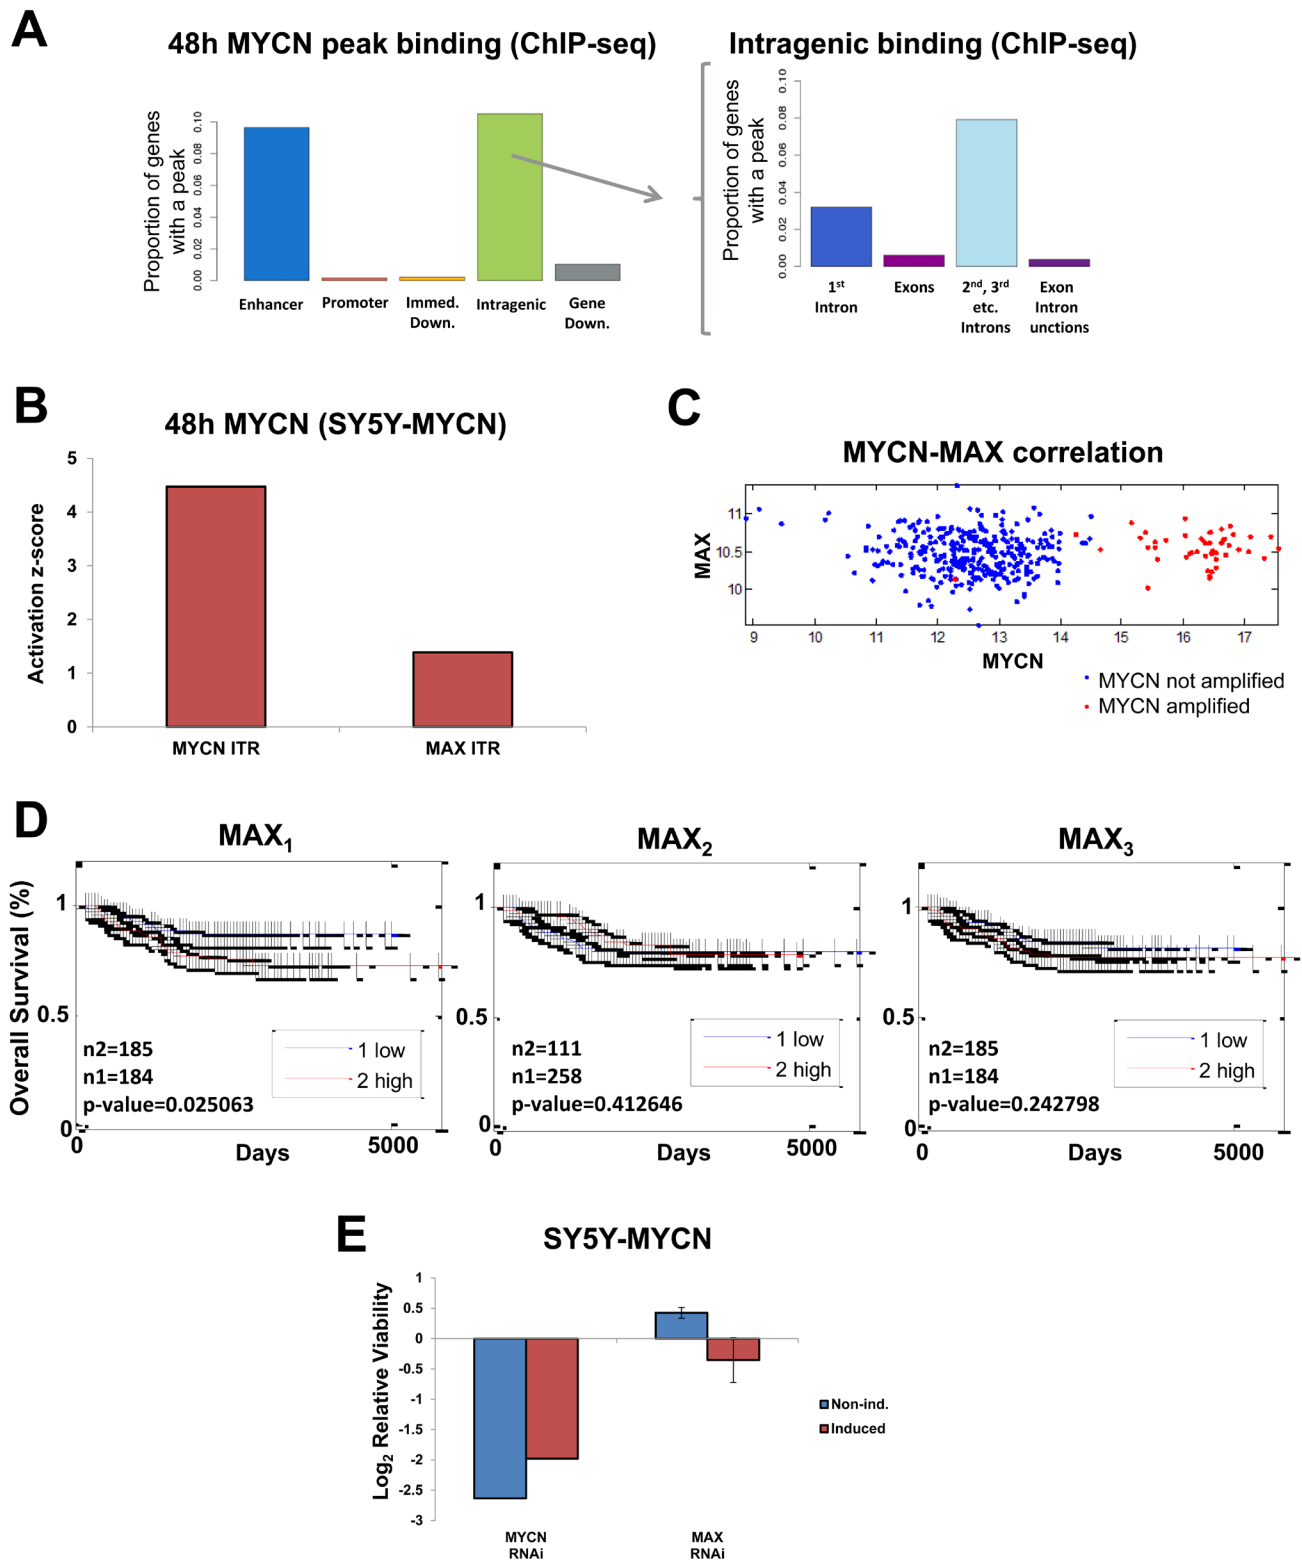 A
48h MYCN peak binding (ChIP-seq)
Proportion of genes
with a peak
0.00
0.02
0.04
0.06
0.08
0.10
Enhancer
Promoter
Immed.
Down.
Intragenic
Gene
Down.
Intragenic binding (ChIP-seq)
Proportion of genes
with a peak
0.00
0.02
0.04
0.06
0.08
0.10
1st
Intron
Exons
2nd, 3rd
etc.
Introns
Exon
Intron
unctions
B
48h MYCN (SY5Y-MYCN)
Activation z-score
5
4
3
2
1
0
MYCN ITR
MAX ITR
C
MYCN-MAX correlation
MAX
11
10.5
10
9
10
11
12
13
14
15
16
17
MYCN
MYCN not amplified
MYCN amplified
D
Overall Survival (%)
MAX1
1
0.5
0
n2=185
n1=184
p-value=0.025063
1 low
2 high
0
Days
5000
MAX2
1
0.5
0
n2=111
n1=258
p-value=0.412646
1 low
2 high
0
Days
5000
MAX3
1
0.5
0
n2=185
n1=184
p-value=0.242798
1 low
2 high
0
Days
5000
E
SY5Y-MYCN
Log2 Relative Viability
1
0.5
0
-0.5
-1
-1.5
-2
-2.5
-3
MYCN
RNAi
MAX
RNAi
Non-ind.
Induced